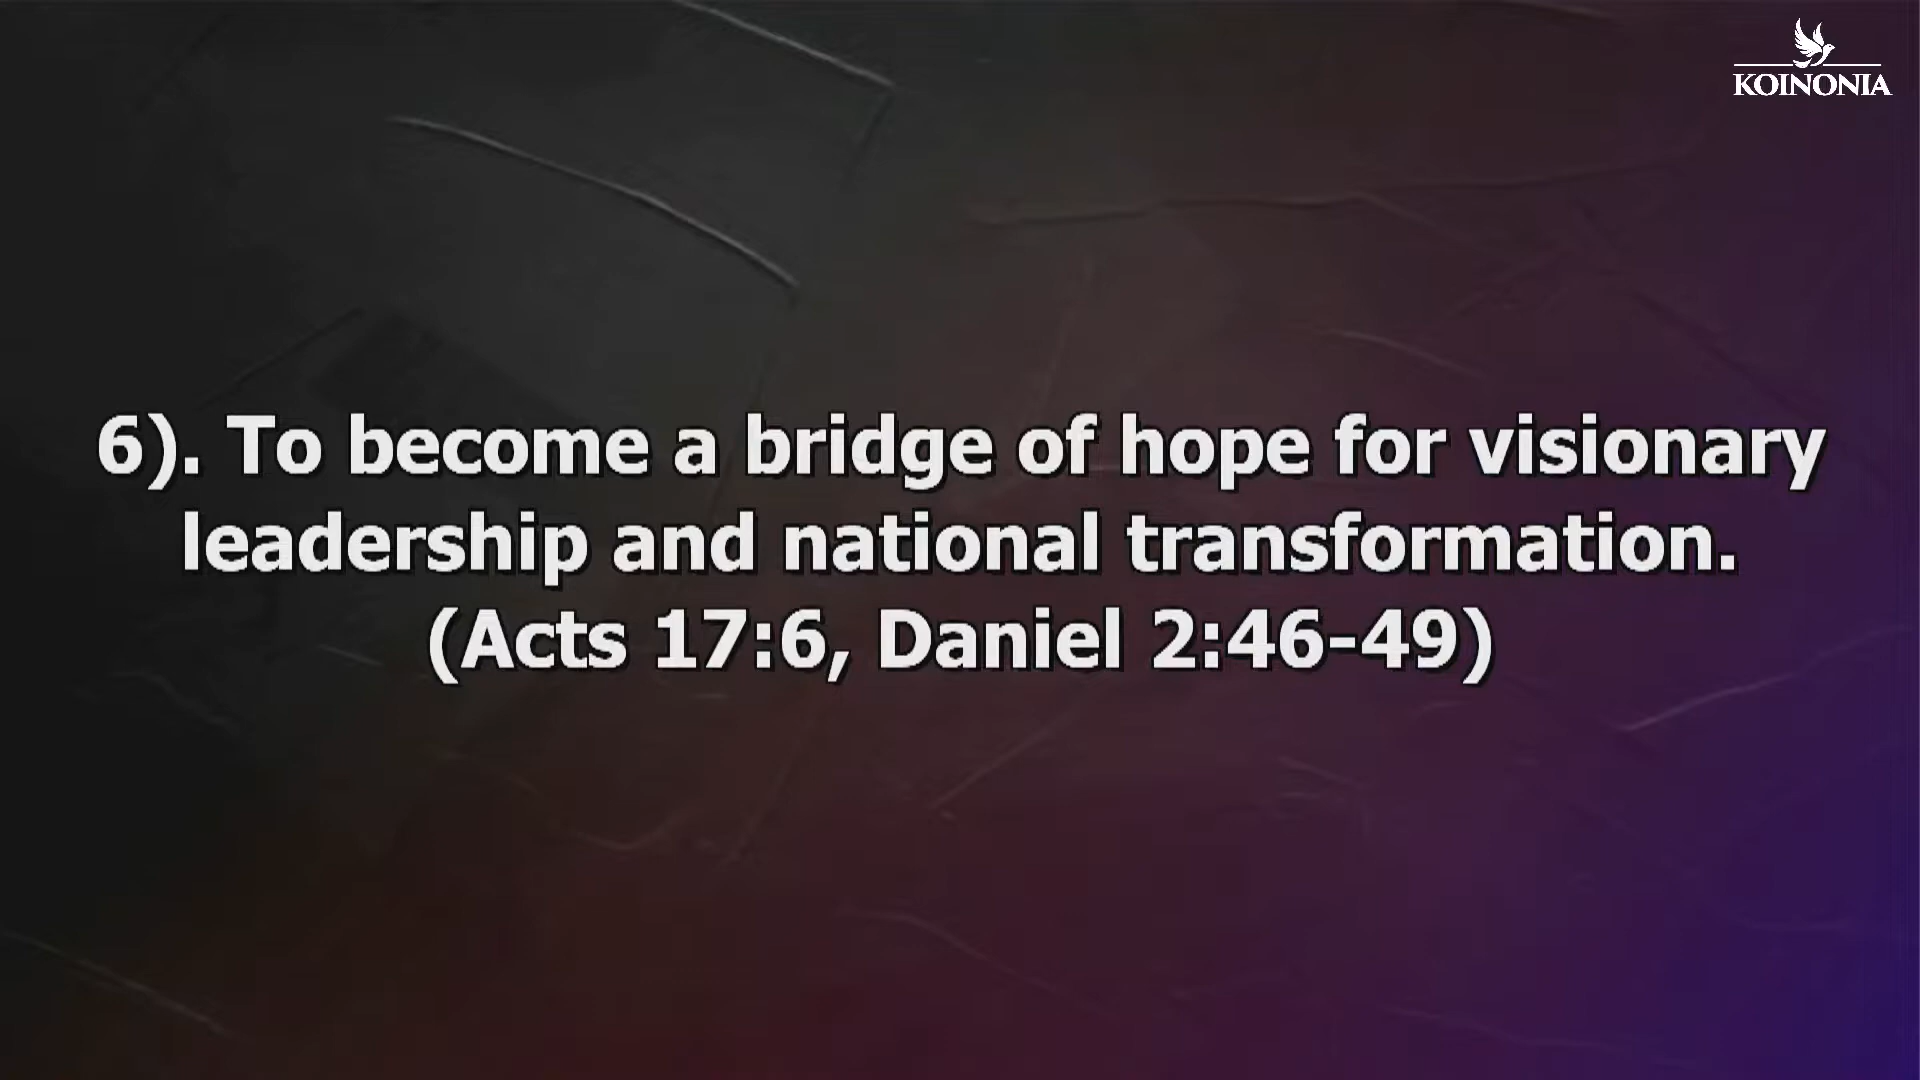 KOINONIA
6). To become a bridge of hope for visionary
leadership and national transformation.
(Acts 17:6, Daniel 2:46-49)